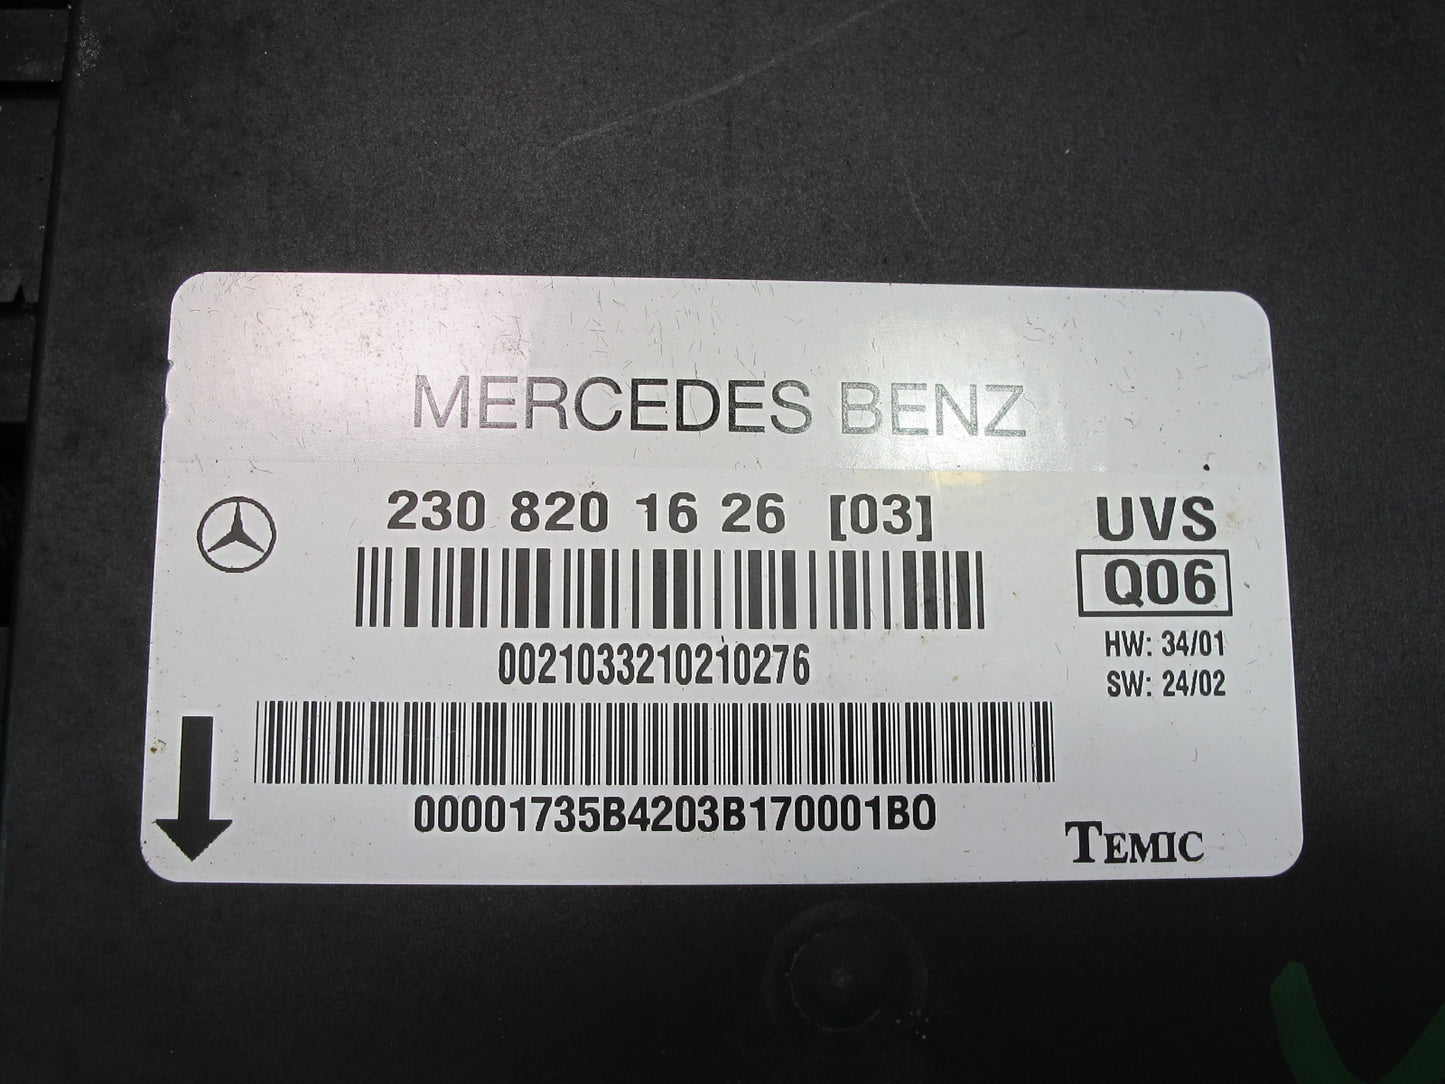 MERCEDES BENZ
230 820 16 26 [03]
UVS
Q06
0021033210210276
HW: 34/01
SW: 24/02
00001735B4203B170001B0
TEMIC